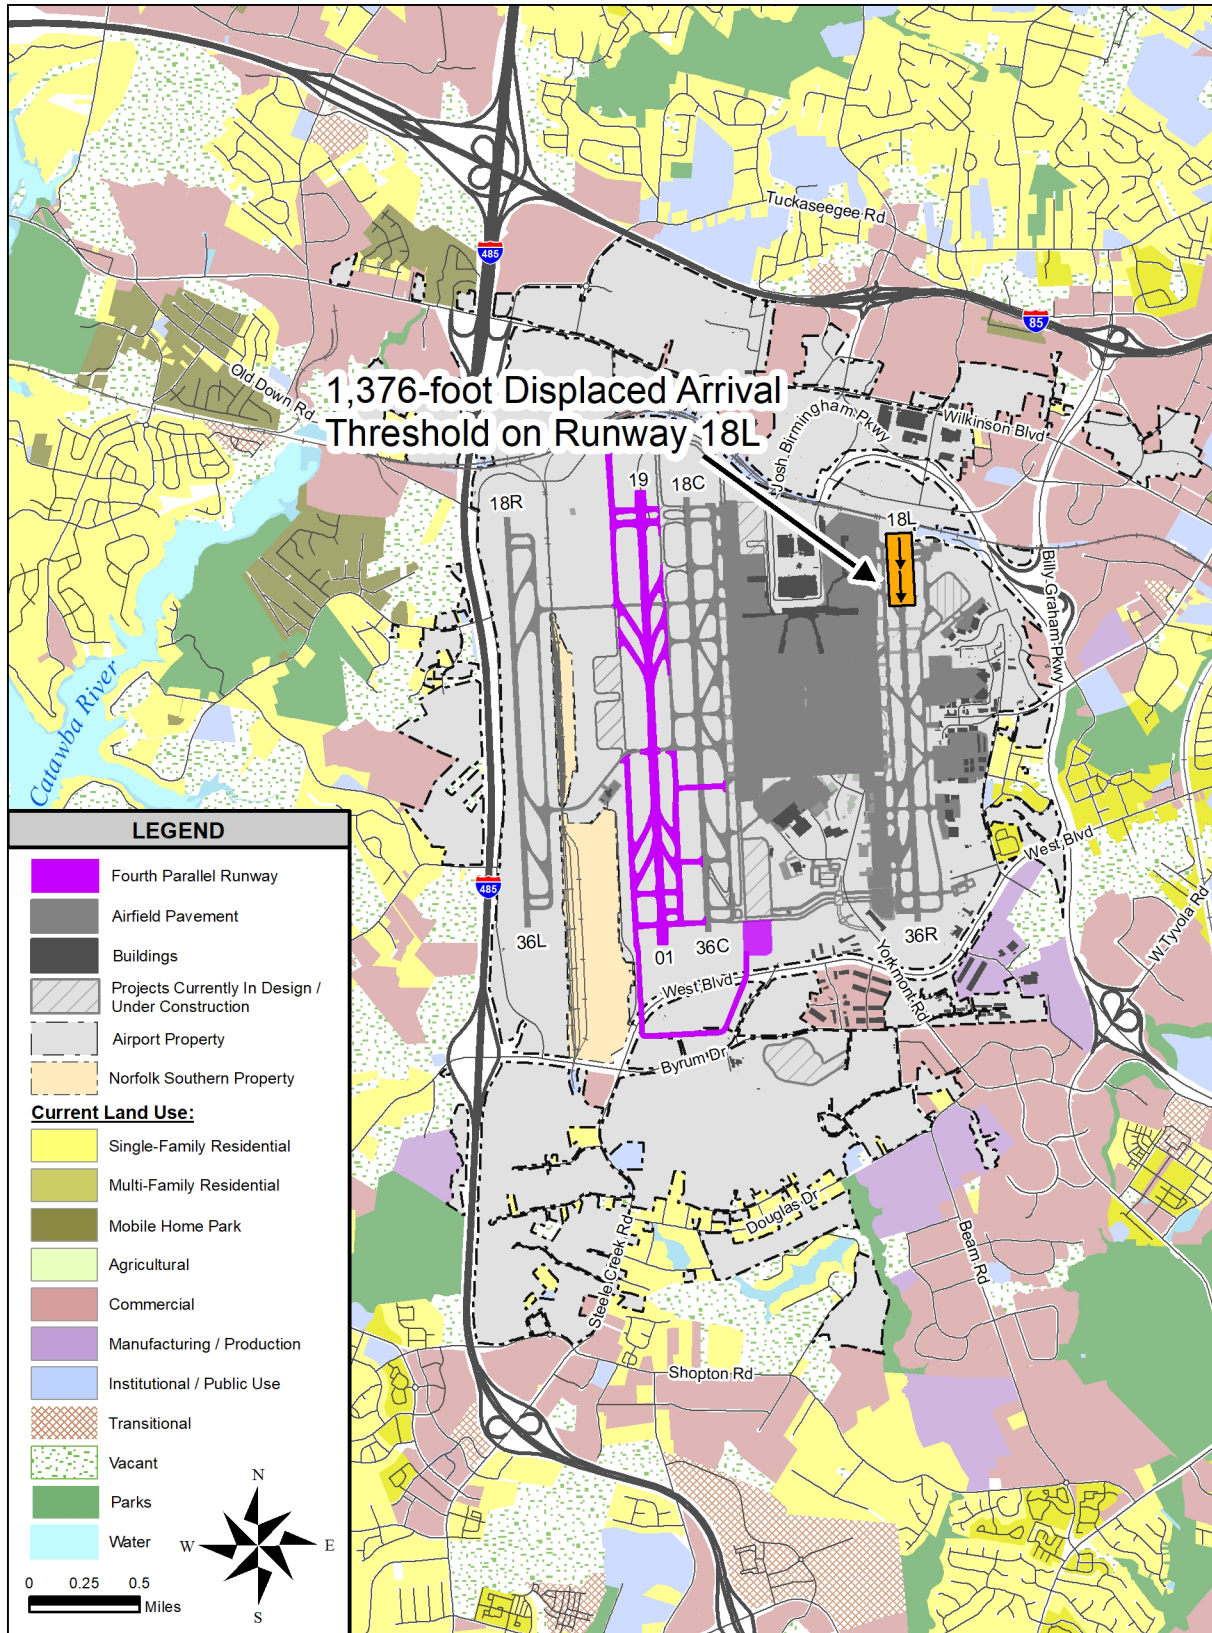 Tuckaseegee Rd
485
85
Old Down Rd
1,376-foot Displaced Arrival
Threshold on Runway 18L
Josh Birmingham Pkwy
Wilkinson Blvd
18R
19
18C
18L
Billy Graham Pkwy
Catawba River
West Blvd
W Tyvola Rd
485
36L
01
36C
36R
Yorkmont Rd
West Blvd
Byrum Dr
Douglas Dr
Steele Creek Rd
Beam Rd
Shopton Rd
LEGEND
Fourth Parallel Runway
Airfield Pavement
Buildings
Projects Currently In Design /
Under Construction
Airport Property
Norfolk Southern Property
Current Land Use:
Single-Family Residential
Multi-Family Residential
Mobile Home Park
Agricultural
Commercial
Manufacturing / Production
Institutional / Public Use
Transitional
Vacant
Parks
Water
N
W
E
S
0 0.25 0.5
Miles